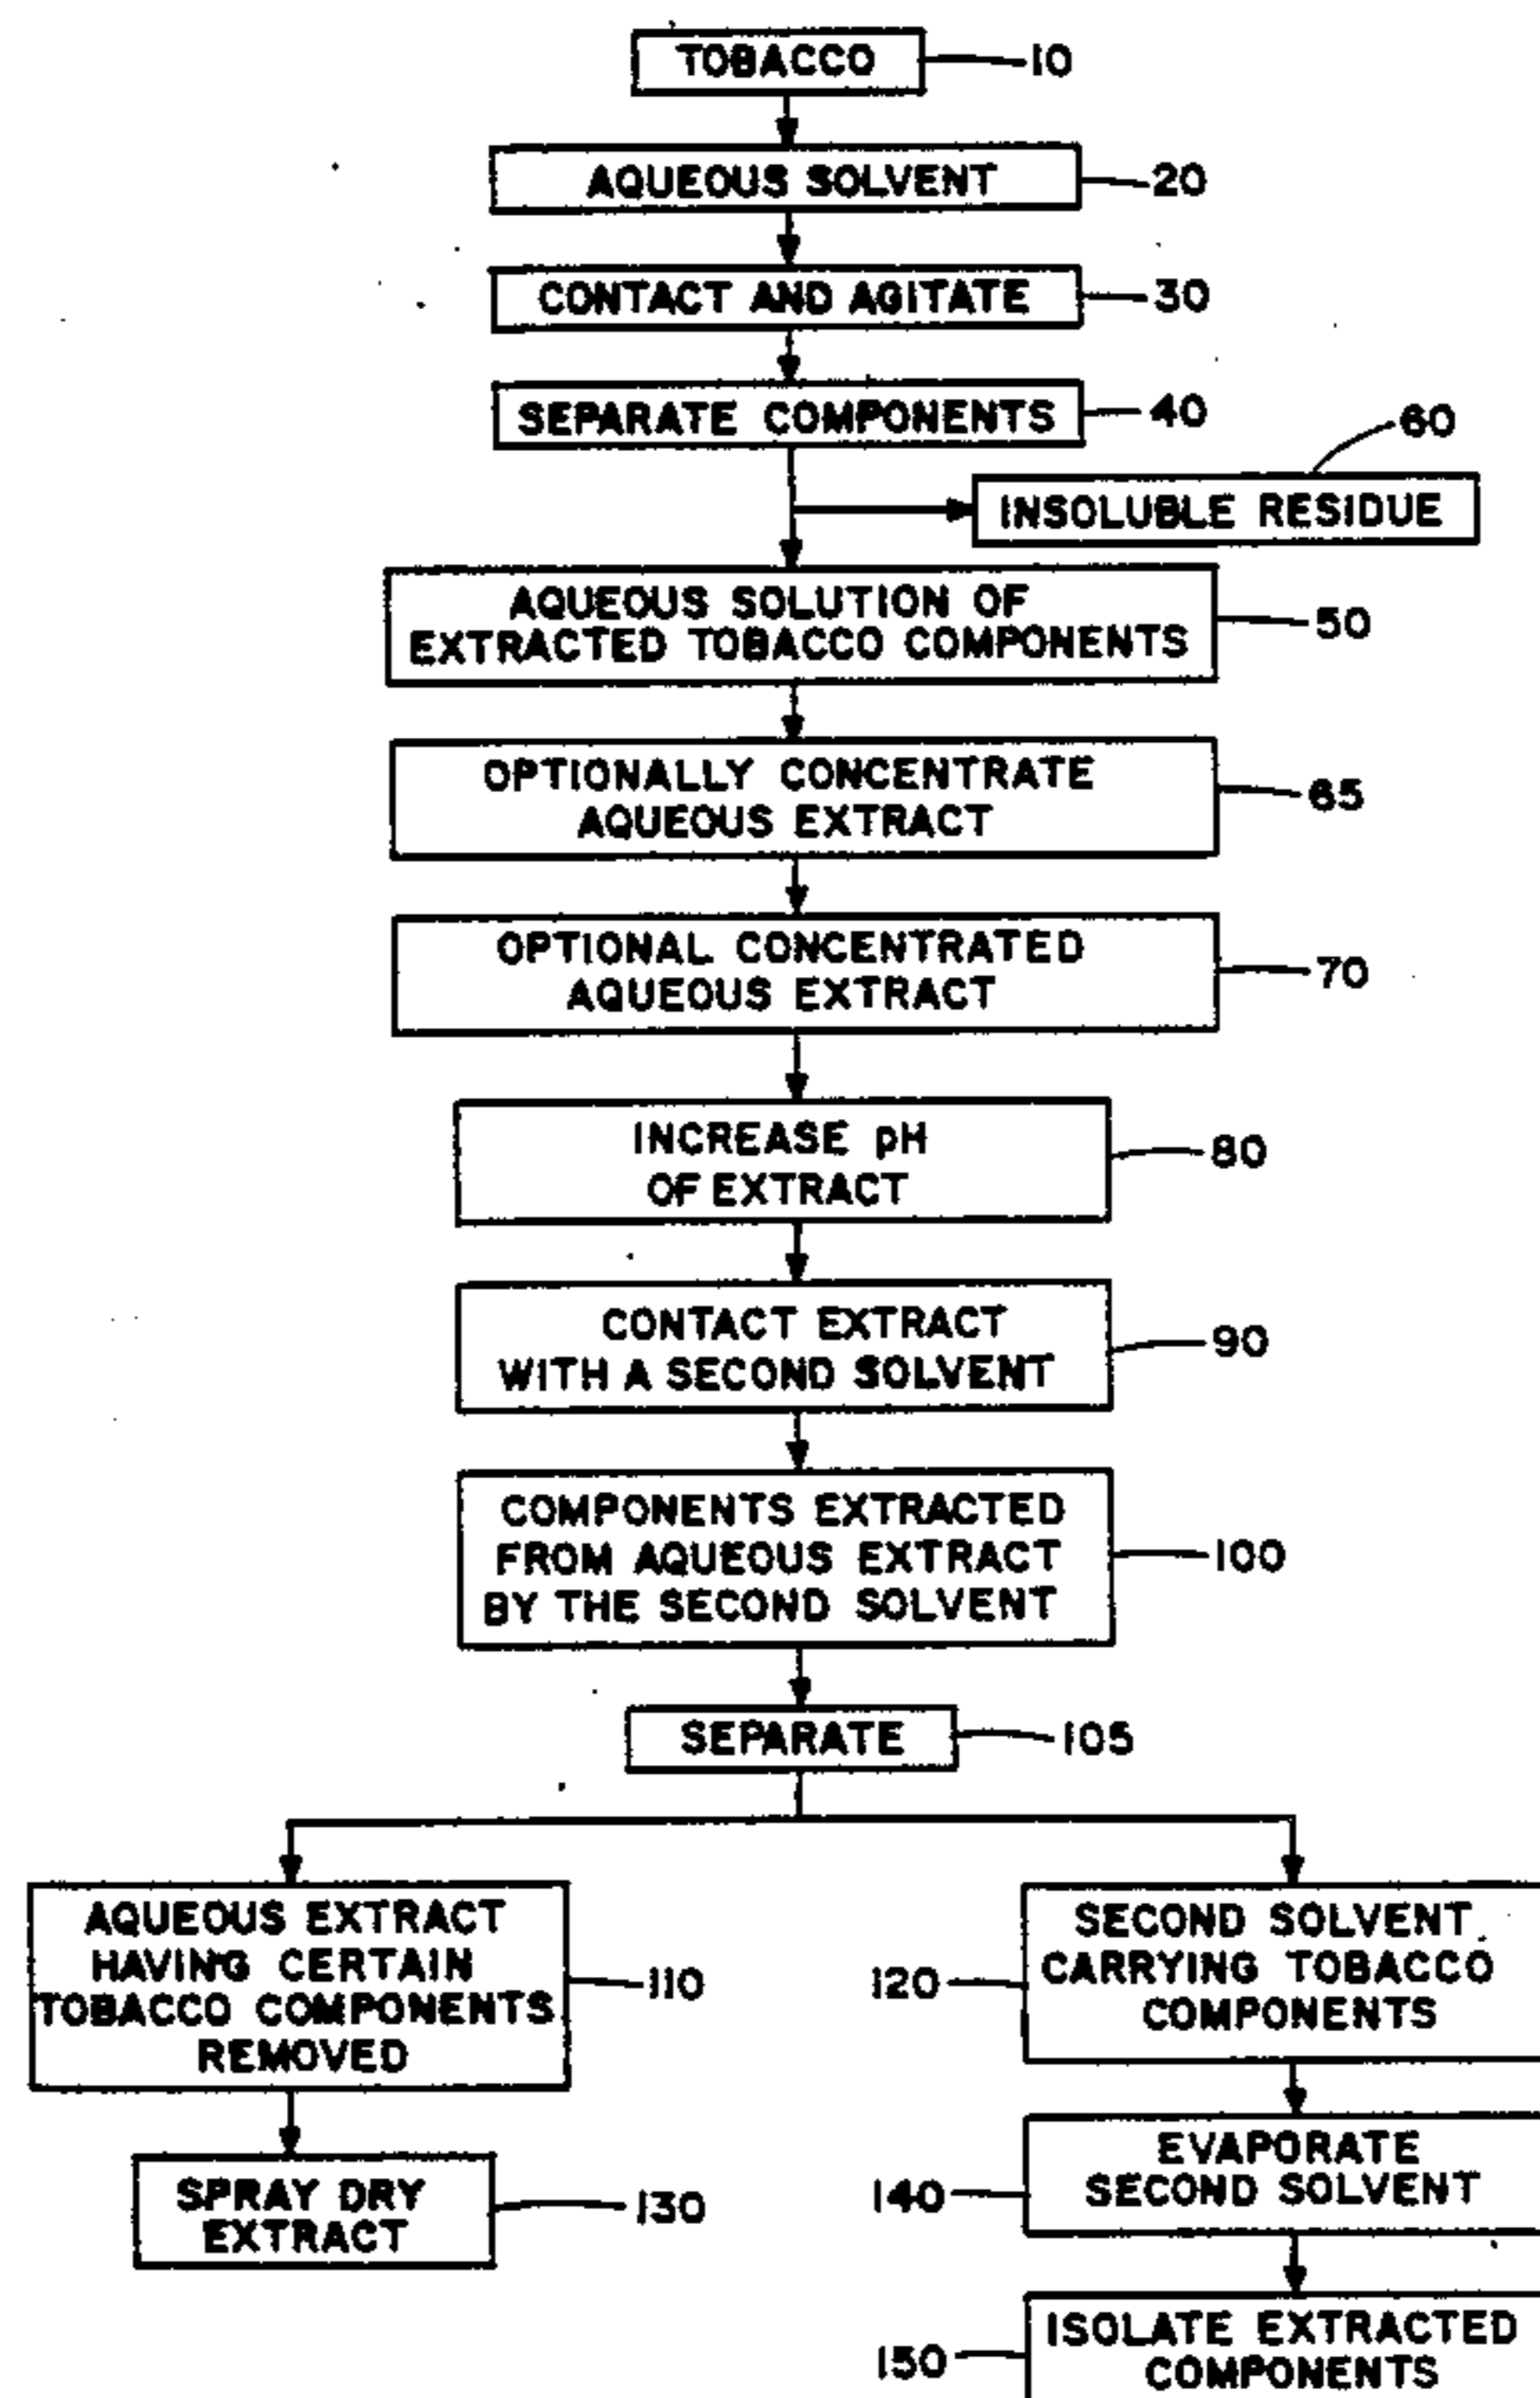 TOBACCO
10
AQUEOUS SOLVENT
20
CONTACT AND AGITATE
30
SEPARATE COMPONENTS
40
60
INSOLUBLE RESIDUE
AQUEOUS SOLUTION OF
EXTRACTED TOBACCO COMPONENTS
50
OPTIONALLY CONCENTRATE
AQUEOUS EXTRACT
65
OPTIONAL CONCENTRATED
AQUEOUS EXTRACT
70
INCREASE pH
OF EXTRACT
80
CONTACT EXTRACT
WITH A SECOND SOLVENT
90
COMPONENTS EXTRACTED
FROM AQUEOUS EXTRACT
BY THE SECOND SOLVENT
100
SEPARATE
105
AQUEOUS EXTRACT
HAVING CERTAIN
TOBACCO COMPONENTS
REMOVED
110
SPRAY DRY
EXTRACT
130
120
SECOND SOLVENT
CARRYING TOBACCO
COMPONENTS
140
EVAPORATE
SECOND SOLVENT
150
ISOLATE EXTRACTED
COMPONENTS